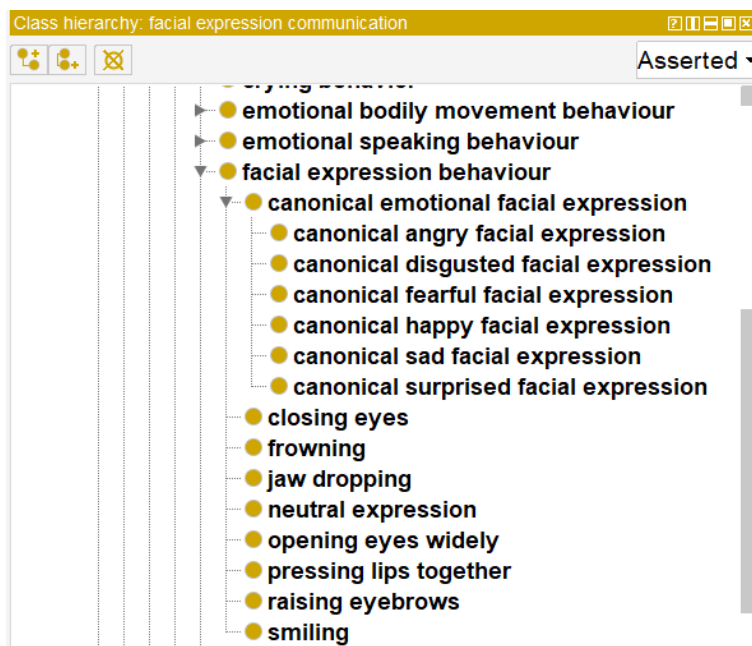 Class hierarchy: facial expression communication
Asserted
crying behavior
emotional bodily movement behaviour
emotional speaking behaviour
facial expression behaviour
canonical emotional facial expression
canonical angry facial expression
canonical disgusted facial expression
canonical fearful facial expression
canonical happy facial expression
canonical sad facial expression
canonical surprised facial expression
closing eyes
frowning
jaw dropping
neutral expression
opening eyes widely
pressing lips together
raising eyebrows
smiling